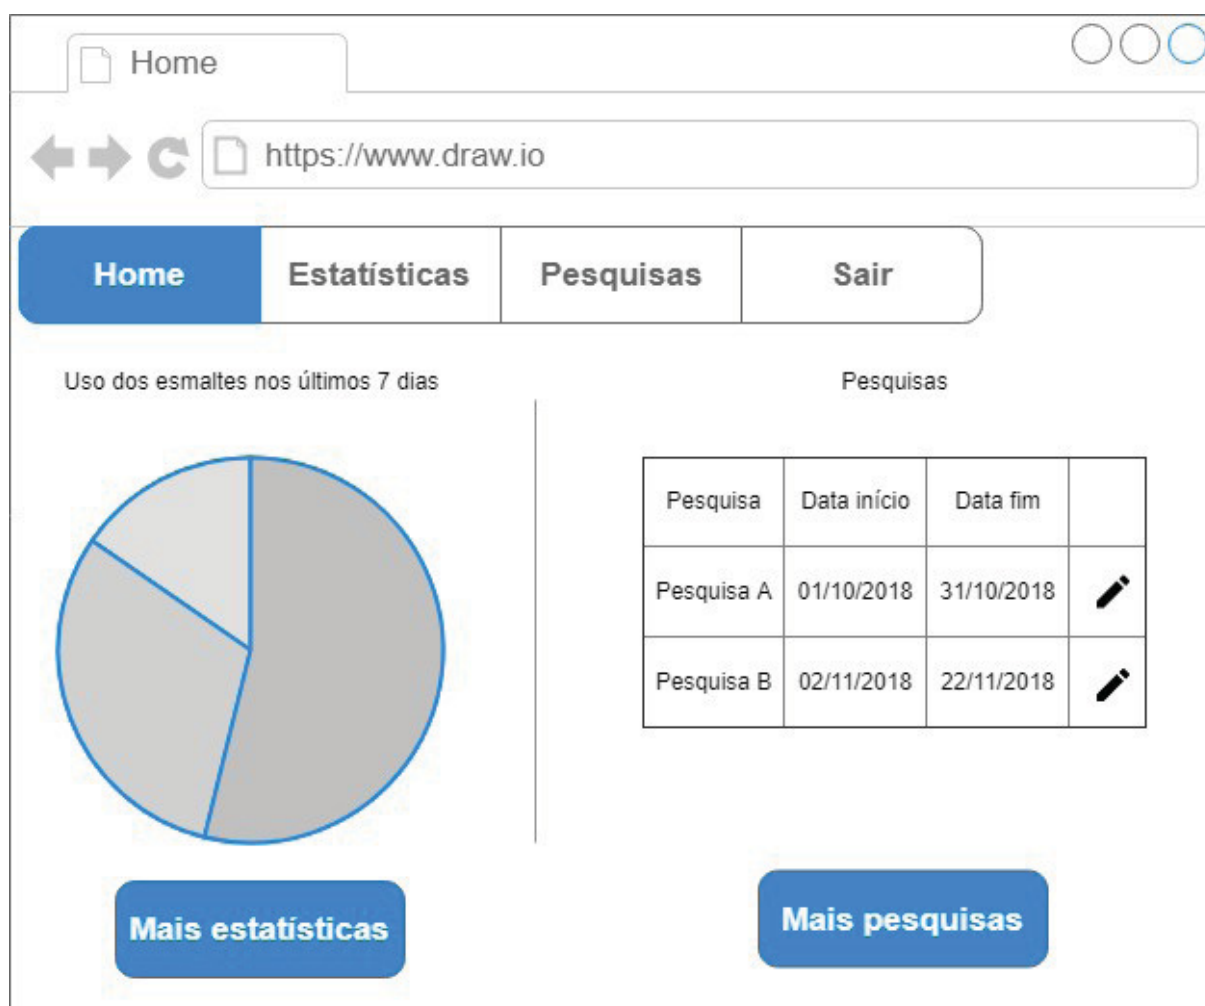 Home
https://www.draw.io
Home Estatísticas Pesquisas Sair
Uso dos esmaltes nos últimos 7 dias
Pesquisas
Pesquisa Data início Data fim
Pesquisa A 01/10/2018 31/10/2018
Pesquisa B 02/11/2018 22/11/2018
Mais estatísticas
Mais pesquisas